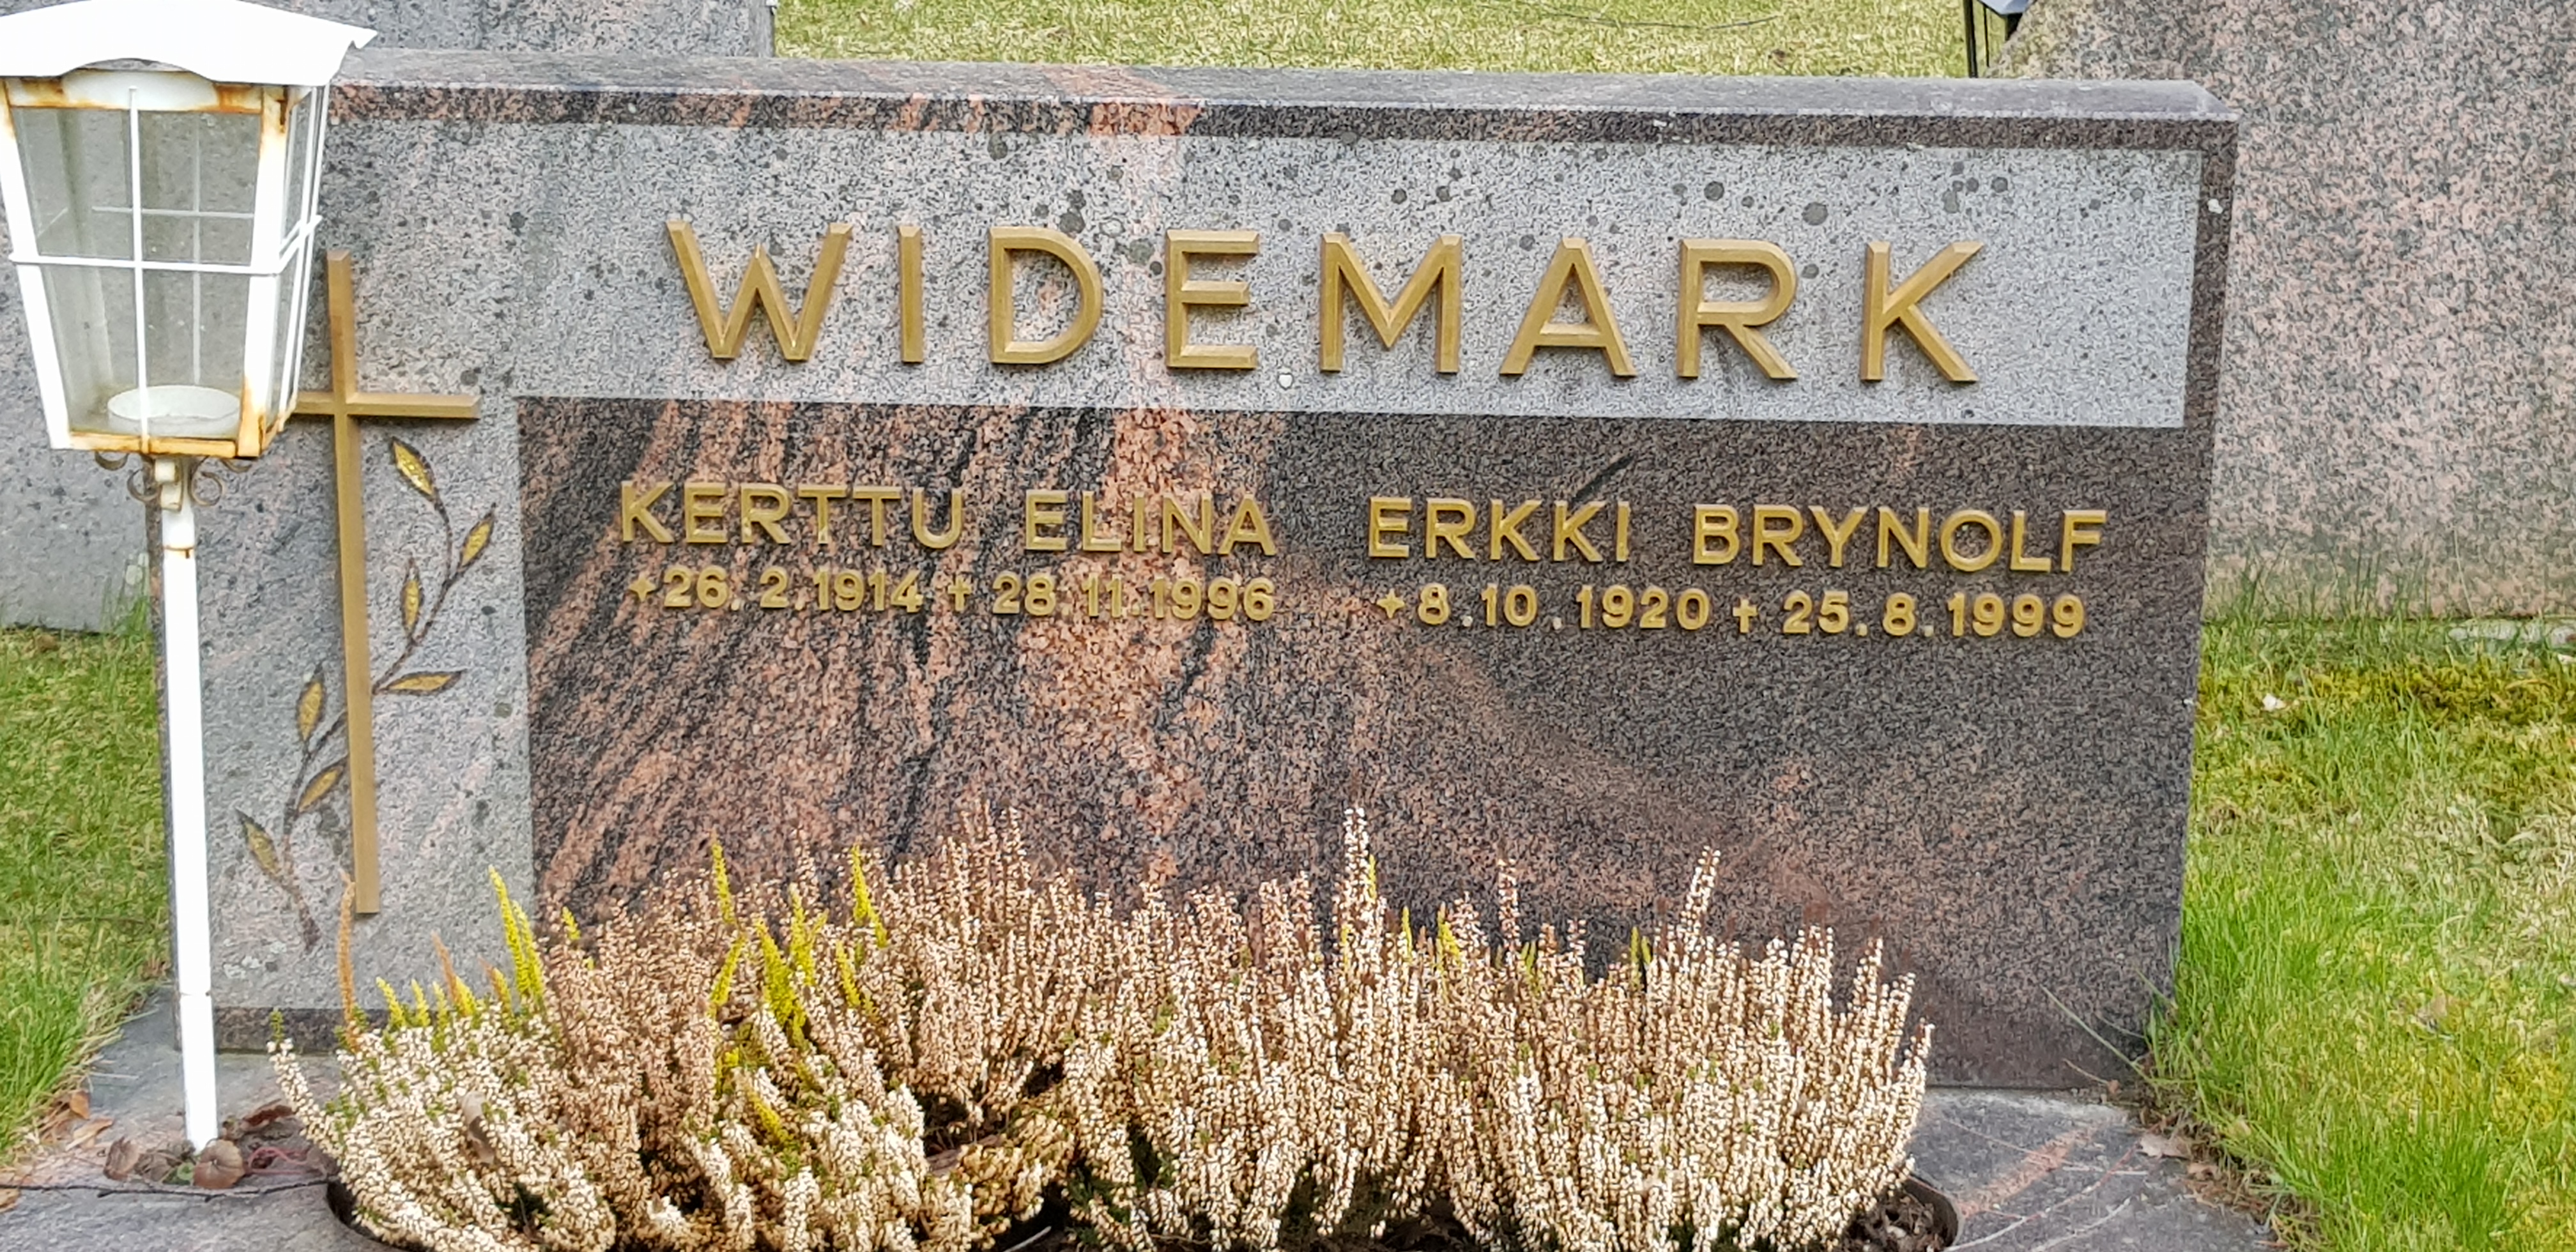 WIDEMARK
KERTTU ELINA
+26.2.1914 † 28.11.1996
ERKKI BRYNOLF
+8.10.1920 † 25.8.1999